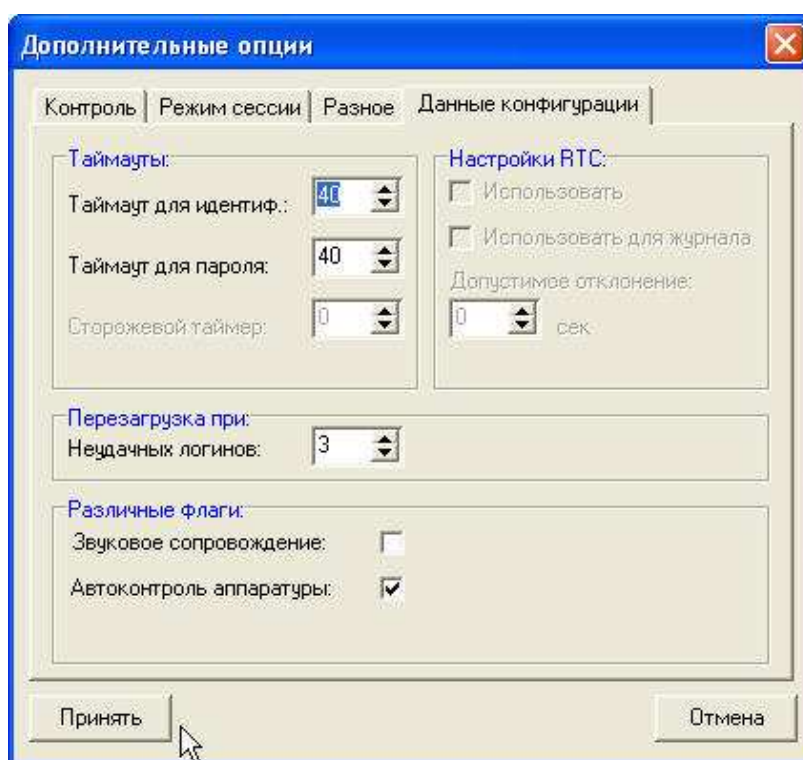 Дополнительные опции
Контроль Режим сессии Разное Данные конфигурации
Таймауты:
Таймаут для идентиф.: 40
Таймаут для пароля: 40
Сторожевой таймер: 0
Настройки RTC:
Использовать
Использовать для журнала
Допустимое отклонение:
0 сек
Перезагрузка при:
Неудачных логинов: 3
Различные флаги:
Звуковое сопровождение:
Автоконтроль аппаратуры:
Принять Отмена